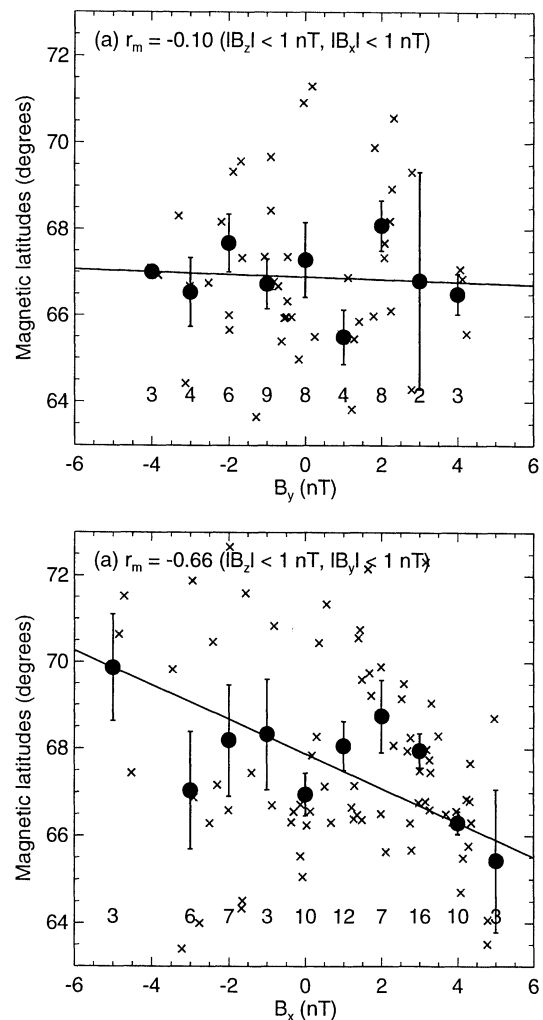 (a) r_m = -0.10 (|B_z| < 1 nT, |B_x| < 1 nT)
72
70
68
66
64
Magnetic latitudes (degrees)
3 4 6 9 8 4 8 2 3
-6 -4 -2 0 2 4 6
B_y (nT)
(a) r_m = -0.66 (|B_z| < 1 nT, |B_y| < 1 nT)
72
70
68
66
64
Magnetic latitudes (degrees)
3 6 7 3 10 12 7 16 10 3
-6 -4 -2 0 2 4 6
B_x (nT)